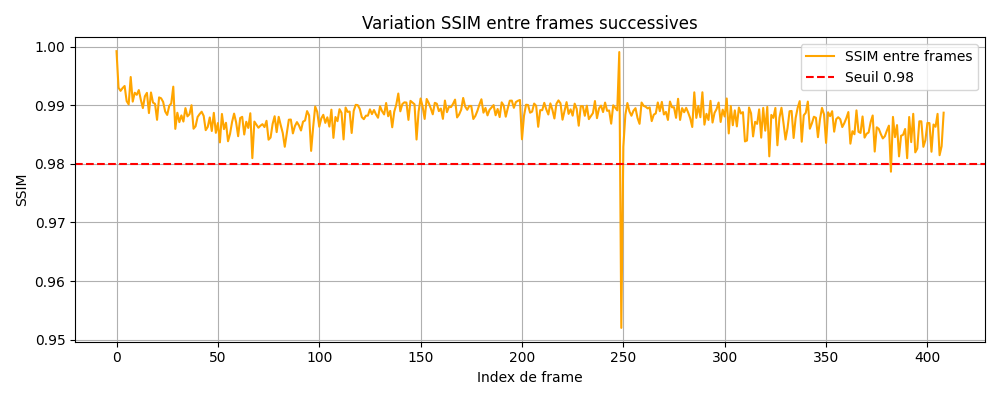 Variation SSIM entre frames successives
SSIM entre frames
Seuil 0.98
1.00
0.99
0.98
0.97
0.96
0.95
SSIM
0 50 100 150 200 250 300 350 400
Index de frame